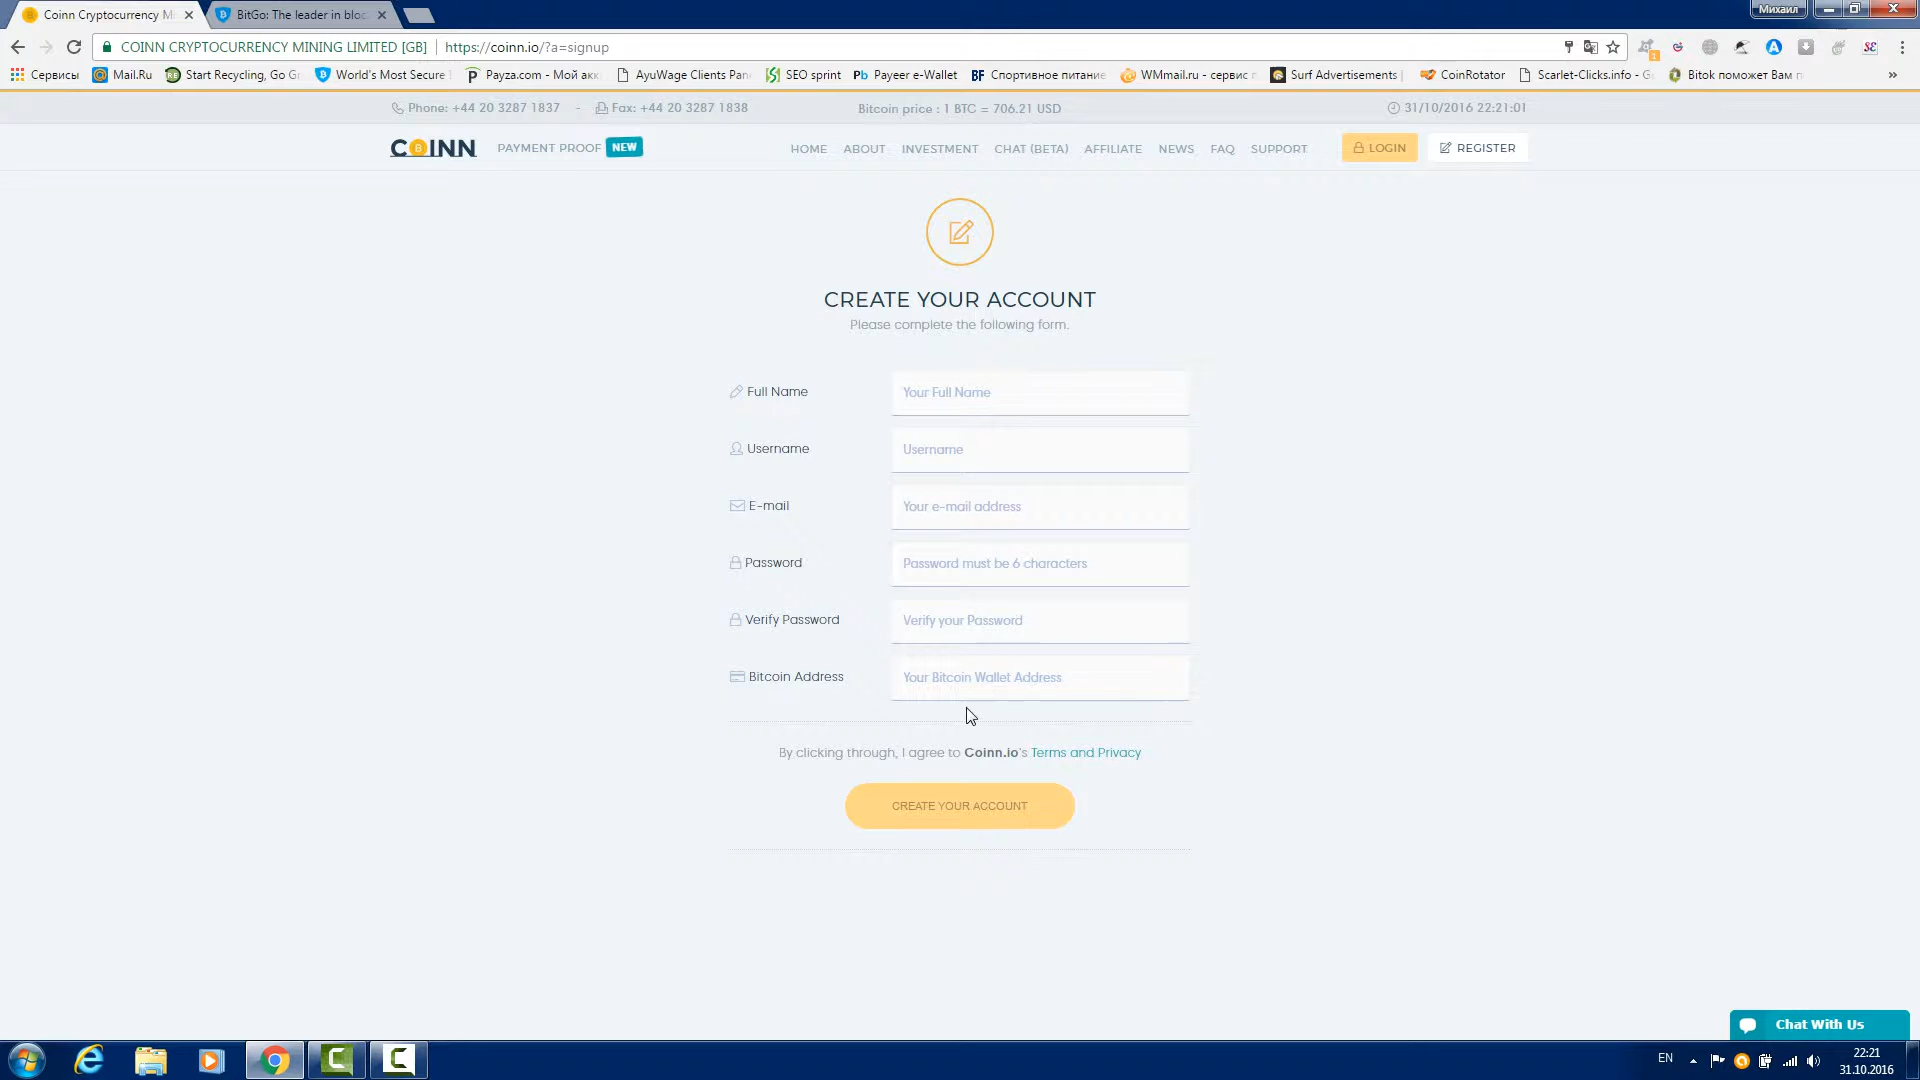 Михаил
Coinn Cryptocurrency M
BitGo: The leader in bloc
COINN CRYPTOCURRENCY MINING LIMITED [GB] https://coinn.io/?a=signup
Сервисы Mail.Ru Start Recycling, Go G World's Most Secure Payza.com - Мой акк AyuWage Clients Pan SEO sprint Payeer e-Wallet Спортивное питание WMmail.ru - сервис Surf Advertisements CoinRotator Scarlet-Clicks.info - G Bitok поможет Вам п
Phone: +44 20 3287 1837 - Fax: +44 20 3287 1838 Bitcoin price : 1 BTC = 706.21 USD 31/10/2016 22:21:01
COINN PAYMENT PROOF NEW HOME ABOUT INVESTMENT CHAT (BETA) AFFILIATE NEWS FAQ SUPPORT LOGIN REGISTER
CREATE YOUR ACCOUNT
Please complete the following form.
Full Name Your Full Name
Username Username
E-mail Your e-mail address
Password Password must be 6 characters
Verify Password Verify your Password
Bitcoin Address Your Bitcoin Wallet Address
By clicking through, I agree to Coinn.io's Terms and Privacy
CREATE YOUR ACCOUNT
Chat With Us
EN
22:21
31.10.2016